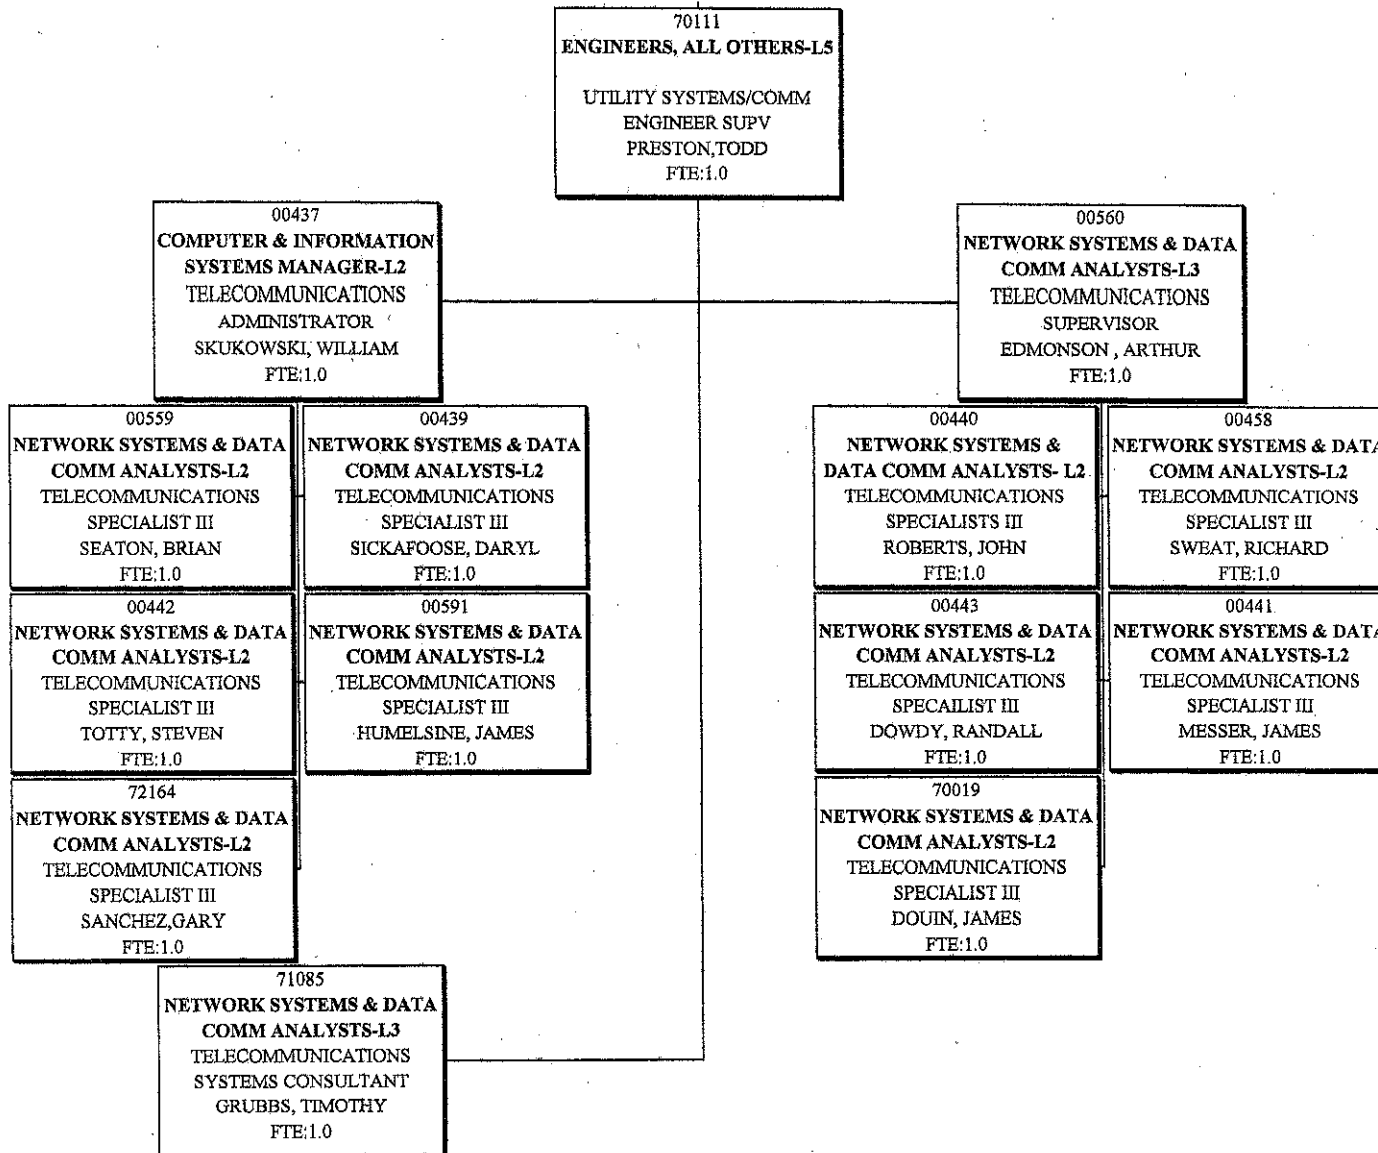 70111
ENGINEERS, ALL OTHERS-L5
UTILITY SYSTEMS/COMM
ENGINEER SUPV
PRESTON,TODD
FTE:1.0
00437
COMPUTER & INFORMATION
SYSTEMS MANAGER-L2
TELECOMMUNICATIONS
ADMINISTRATOR
SKUKOWSKI, WILLIAM
FTE:1.0
00560
NETWORK SYSTEMS & DATA
COMM ANALYSTS-L3
TELECOMMUNICATIONS
SUPERVISOR
EDMONSON , ARTHUR
FTE:1.0
00559
NETWORK SYSTEMS & DATA
COMM ANALYSTS-L2
TELECOMMUNICATIONS
SPECIALIST III
SEATON, BRIAN
FTE:1.0
00439
NETWORK SYSTEMS & DATA
COMM ANALYSTS-L2
TELECOMMUNICATIONS
SPECIALIST III
SICKAFOOSE, DARYL
FTE:1.0
00440
NETWORK SYSTEMS &
DATA COMM ANALYSTS- L2
TELECOMMUNICATIONS
SPECIALISTS III
ROBERTS, JOHN
FTE:1.0
00458
NETWORK SYSTEMS & DATA
COMM ANALYSTS-L2
TELECOMMUNICATIONS
SPECIALIST III
SWEAT, RICHARD
FTE:1.0
00442
NETWORK SYSTEMS & DATA
COMM ANALYSTS-L2
TELECOMMUNICATIONS
SPECIALIST III
TOTTY, STEVEN
FTE:1.0
00591
NETWORK SYSTEMS & DATA
COMM ANALYSTS-L2
TELECOMMUNICATIONS
SPECIALIST III
HUMELSINE, JAMES
FTE:1.0
00443
NETWORK SYSTEMS & DATA
COMM ANALYSTS-L2
TELECOMMUNICATIONS
SPECAILIST III
DOWDY, RANDALL
FTE:1.0
00441
NETWORK SYSTEMS & DATA
COMM ANALYSTS-L2
TELECOMMUNICATIONS
SPECIALIST III
MESSER, JAMES
FTE:1.0
72164
NETWORK SYSTEMS & DATA
COMM ANALYSTS-L2
TELECOMMUNICATIONS
SPECIALIST III
SANCHEZ,GARY
FTE:1.0
70019
NETWORK SYSTEMS & DATA
COMM ANALYSTS-L2
TELECOMMUNICATIONS
SPECIALIST III
DOUIN, JAMES
FTE:1.0
71085
NETWORK SYSTEMS & DATA
COMM ANALYSTS-L3
TELECOMMUNICATIONS
SYSTEMS CONSULTANT
GRUBBS, TIMOTHY
FTE:1.0